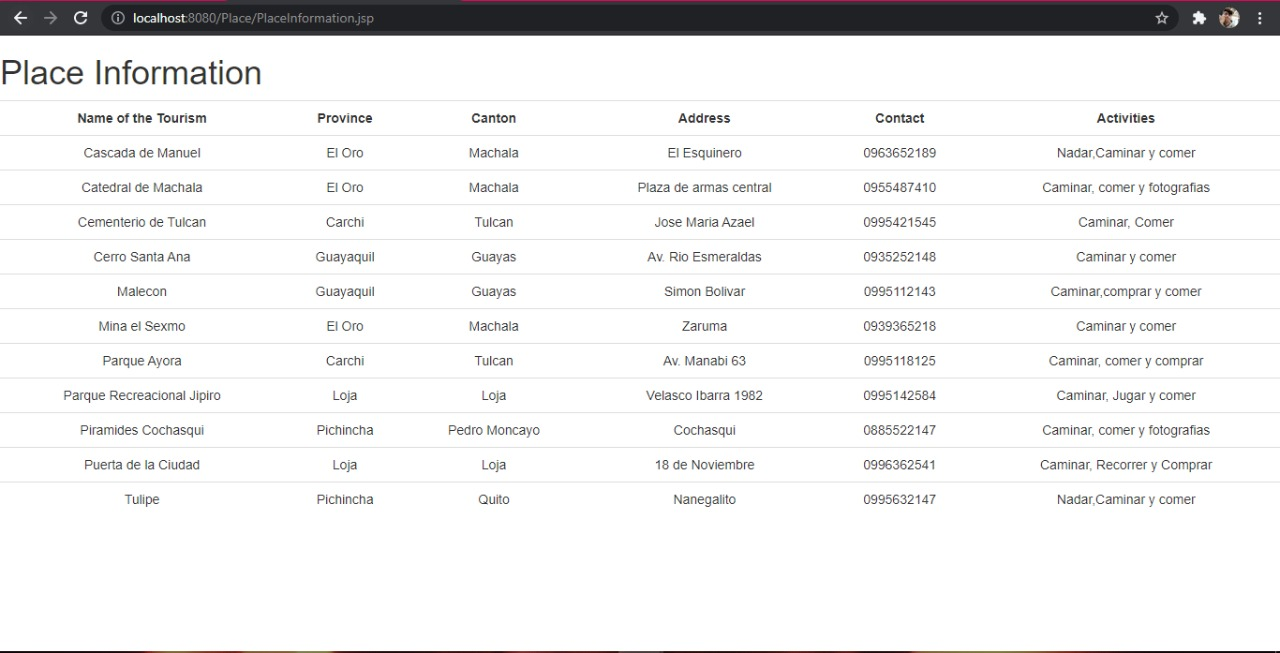 localhost:8080/Place/PlaceInformation.jsp
Place Information
Name of the Tourism Province Canton Address Contact Activities
Cascada de Manuel El Oro Machala El Esquinero 0963652189 Nadar,Caminar y comer
Catedral de Machala El Oro Machala Plaza de armas central 0955487410 Caminar, comer y fotografias
Cementerio de Tulcan Carchi Tulcan Jose Maria Azael 0995421545 Caminar, Comer
Cerro Santa Ana Guayaquil Guayas Av. Rio Esmeraldas 0935252148 Caminar y comer
Malecon Guayaquil Guayas Simon Bolivar 0995112143 Caminar,comprar y comer
Mina el Sexmo El Oro Machala Zaruma 0939365218 Caminar y comer
Parque Ayora Carchi Tulcan Av. Manabi 63 0995118125 Caminar, comer y comprar
Parque Recreacional Jipiro Loja Loja Velasco Ibarra 1982 0995142584 Caminar, Jugar y comer
Piramides Cochasqui Pichincha Pedro Moncayo Cochasqui 0885522147 Caminar, comer y fotografias
Puerta de la Ciudad Loja Loja 18 de Noviembre 0996362541 Caminar, Recorrer y Comprar
Tulipe Pichincha Quito Nanegalito 0995632147 Nadar,Caminar y comer